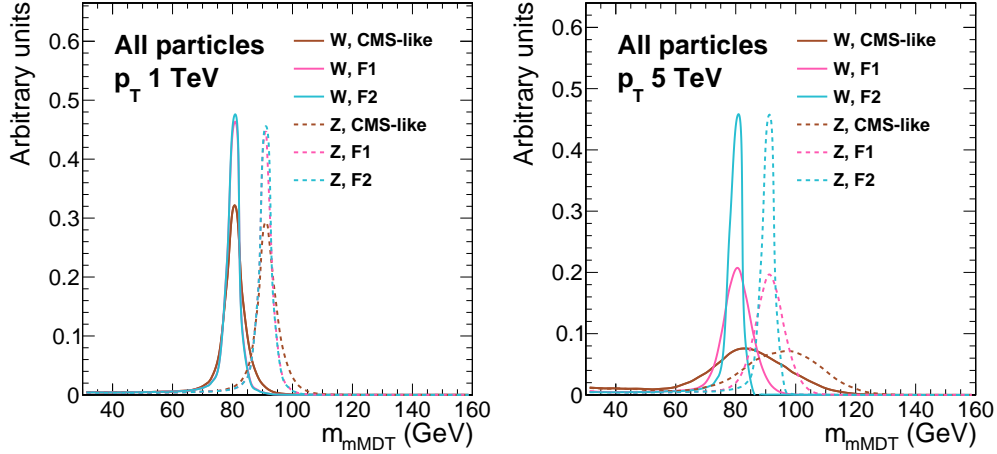 Arbitrary units
0.6
0.5
0.4
0.3
0.2
0.1
0
All particles
p_T 1 TeV
W, CMS-like
W, F1
W, F2
Z, CMS-like
Z, F1
Z, F2
40 60 80 100 120 140 160
m_mMDT (GeV)
Arbitrary units
0.6
0.5
0.4
0.3
0.2
0.1
0
All particles
p_T 5 TeV
W, CMS-like
W, F1
W, F2
Z, CMS-like
Z, F1
Z, F2
40 60 80 100 120 140 160
m_mMDT (GeV)